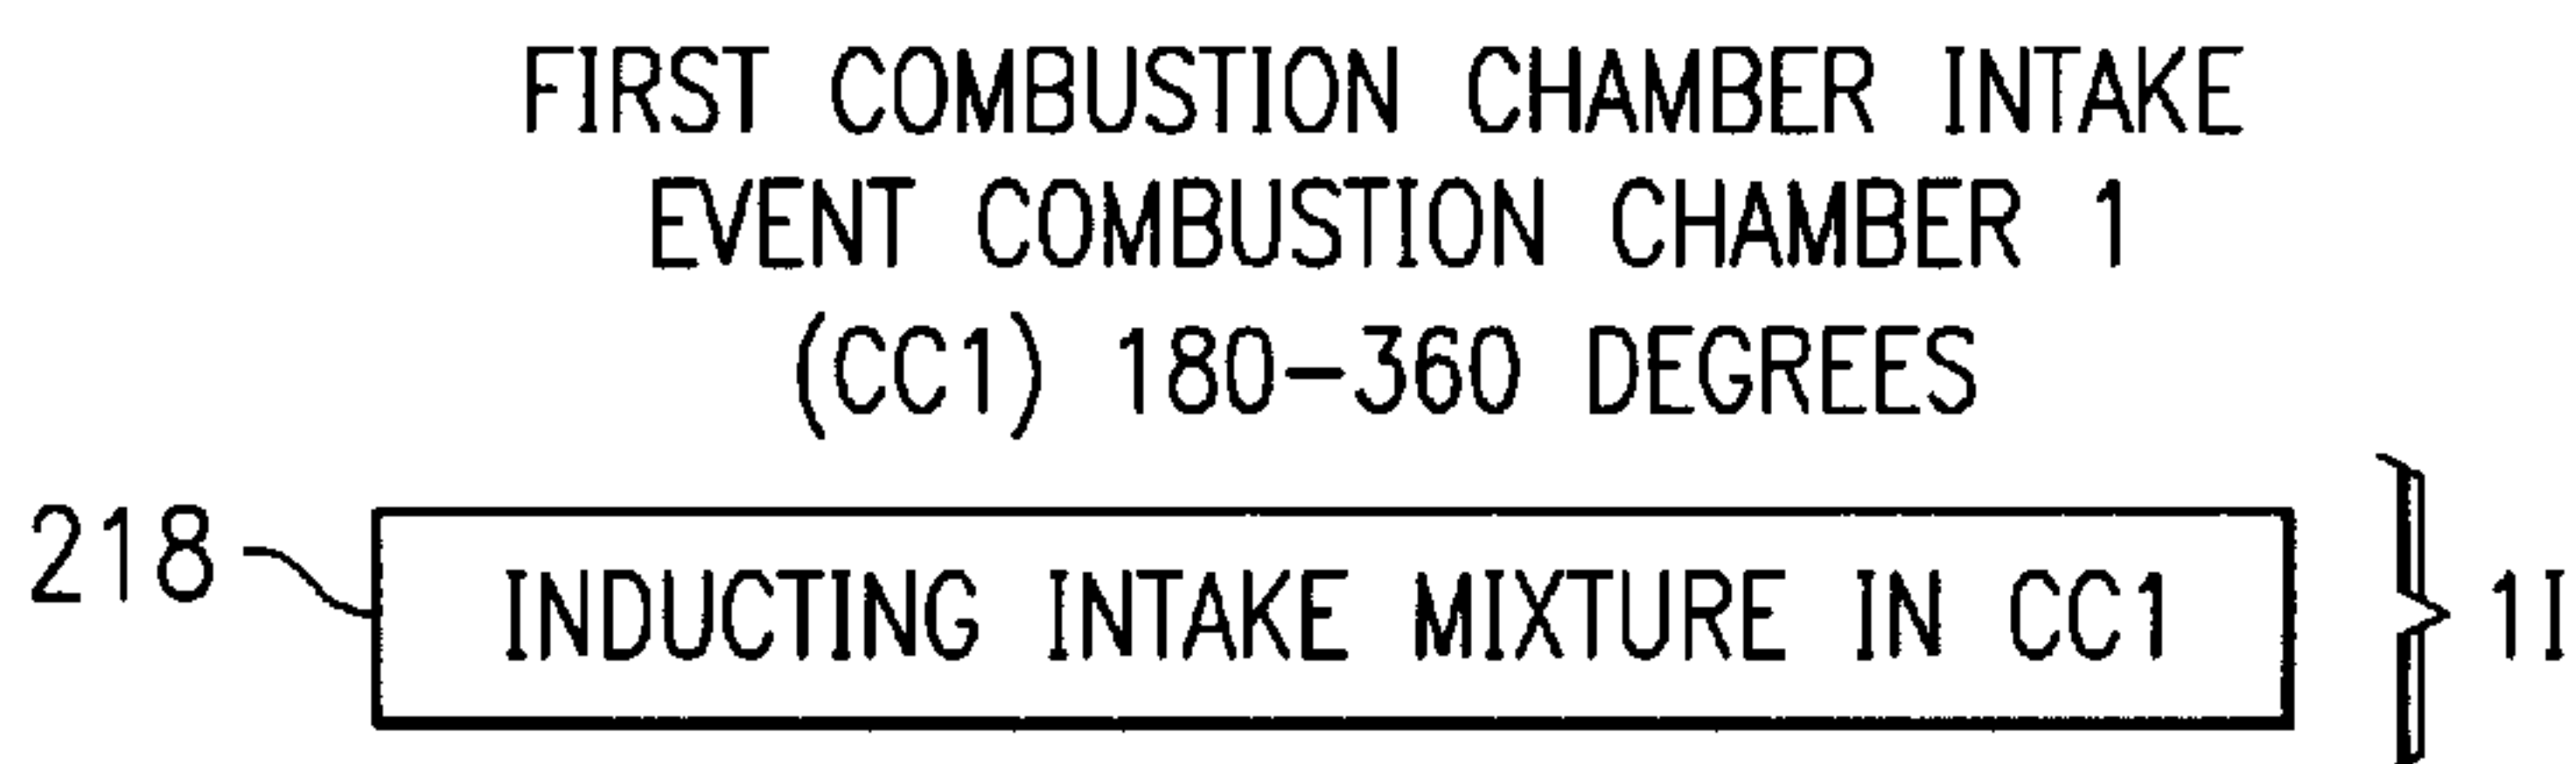 FIRST COMBUSTION CHAMBER INTAKE
EVENT COMBUSTION CHAMBER 1
(CC1) 180-360 DEGREES
218 INDUCTING INTAKE MIXTURE IN CC1 1I